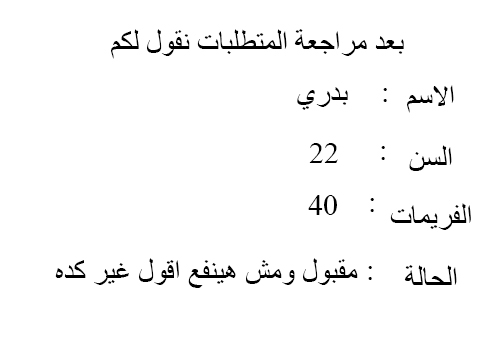 بعد مراجعة المتطلبات نقول لكم
الاسم : بدري
السن : 22
الفريمات : 40
الحالة : مقبول ومش هينفع اقول غير كده